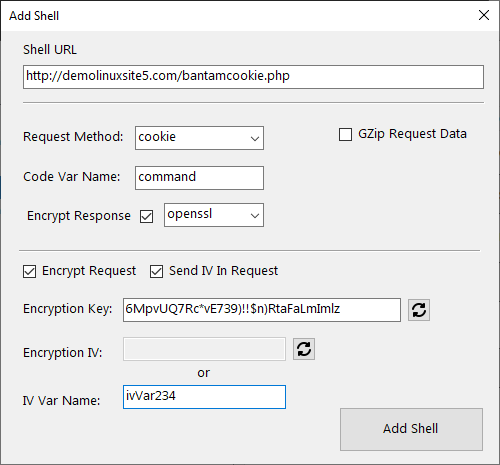 Add Shell
Shell URL
http://demolinuxsite5.com/bantamcookie.php
Request Method: cookie GZip Request Data
Code Var Name: command
Encrypt Response openssl
Encrypt Request Send IV In Request
Encryption Key: 6MpvUQ7Rc*vE739)!!$n)RtaFaLmImlz
Encryption IV:
or
IV Var Name: ivVar234
Add Shell